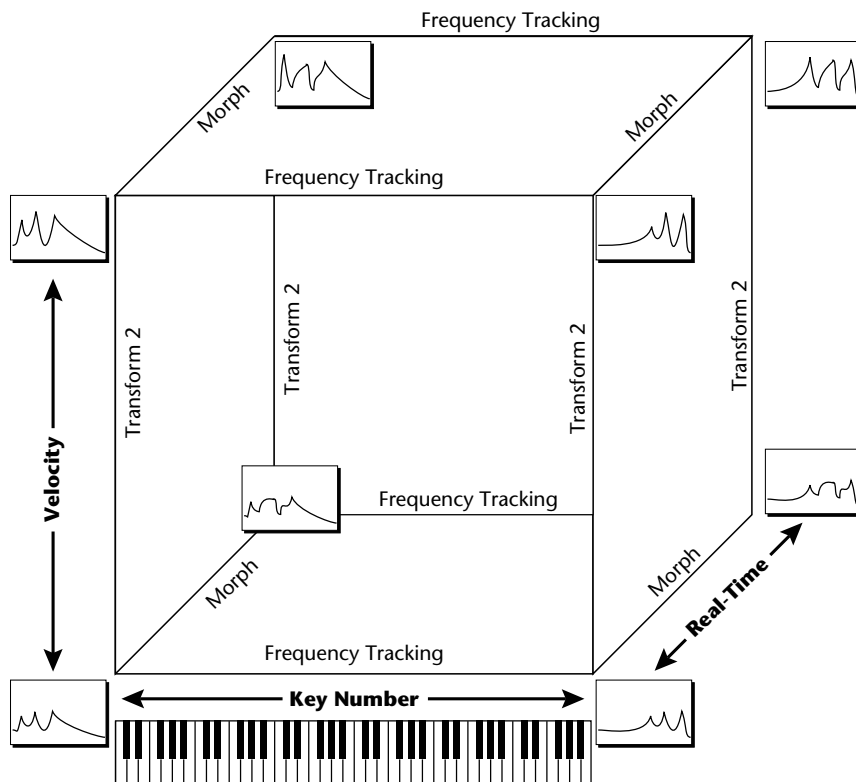 Frequency Tracking
Morph
Morph
Frequency Tracking
Transform 2
Transform 2
Transform 2
Transform 2
Velocity
Frequency Tracking
Morph
Morph
Real-Time
Frequency Tracking
Key Number